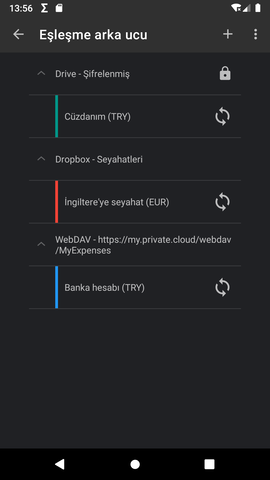 13:56
Eşleşme arka ucu
Drive - Şifrelenmiş
Cüzdanım (TRY)
Dropbox - Seyahatleri
İngiltere'ye seyahat (EUR)
WebDAV - https://my.private.cloud/webdav
/MyExpenses
Banka hesabı (TRY)